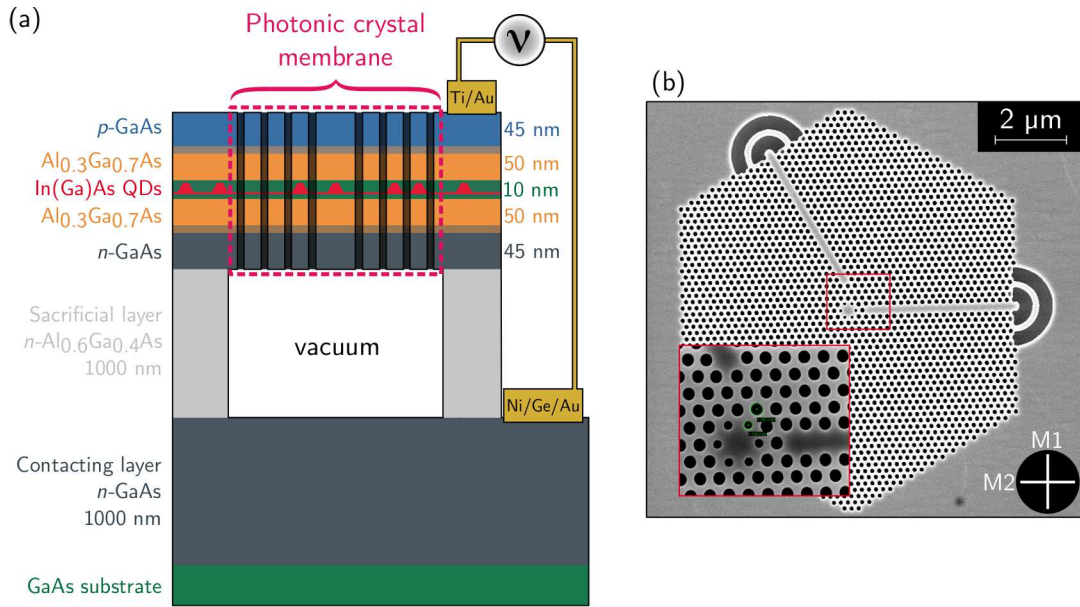 (a)
Photonic crystal
membrane
V
Ti/Au
p-GaAs
45 nm
Al0.3Ga0.7As
50 nm
In(Ga)As QDs
10 nm
Al0.3Ga0.7As
50 nm
n-GaAs
45 nm
Sacrificial layer
n-Al0.6Ga0.4As
1000 nm
vacuum
Ni/Ge/Au
Contacting layer
n-GaAs
1000 nm
GaAs substrate
(b)
2 µm
M1
M2